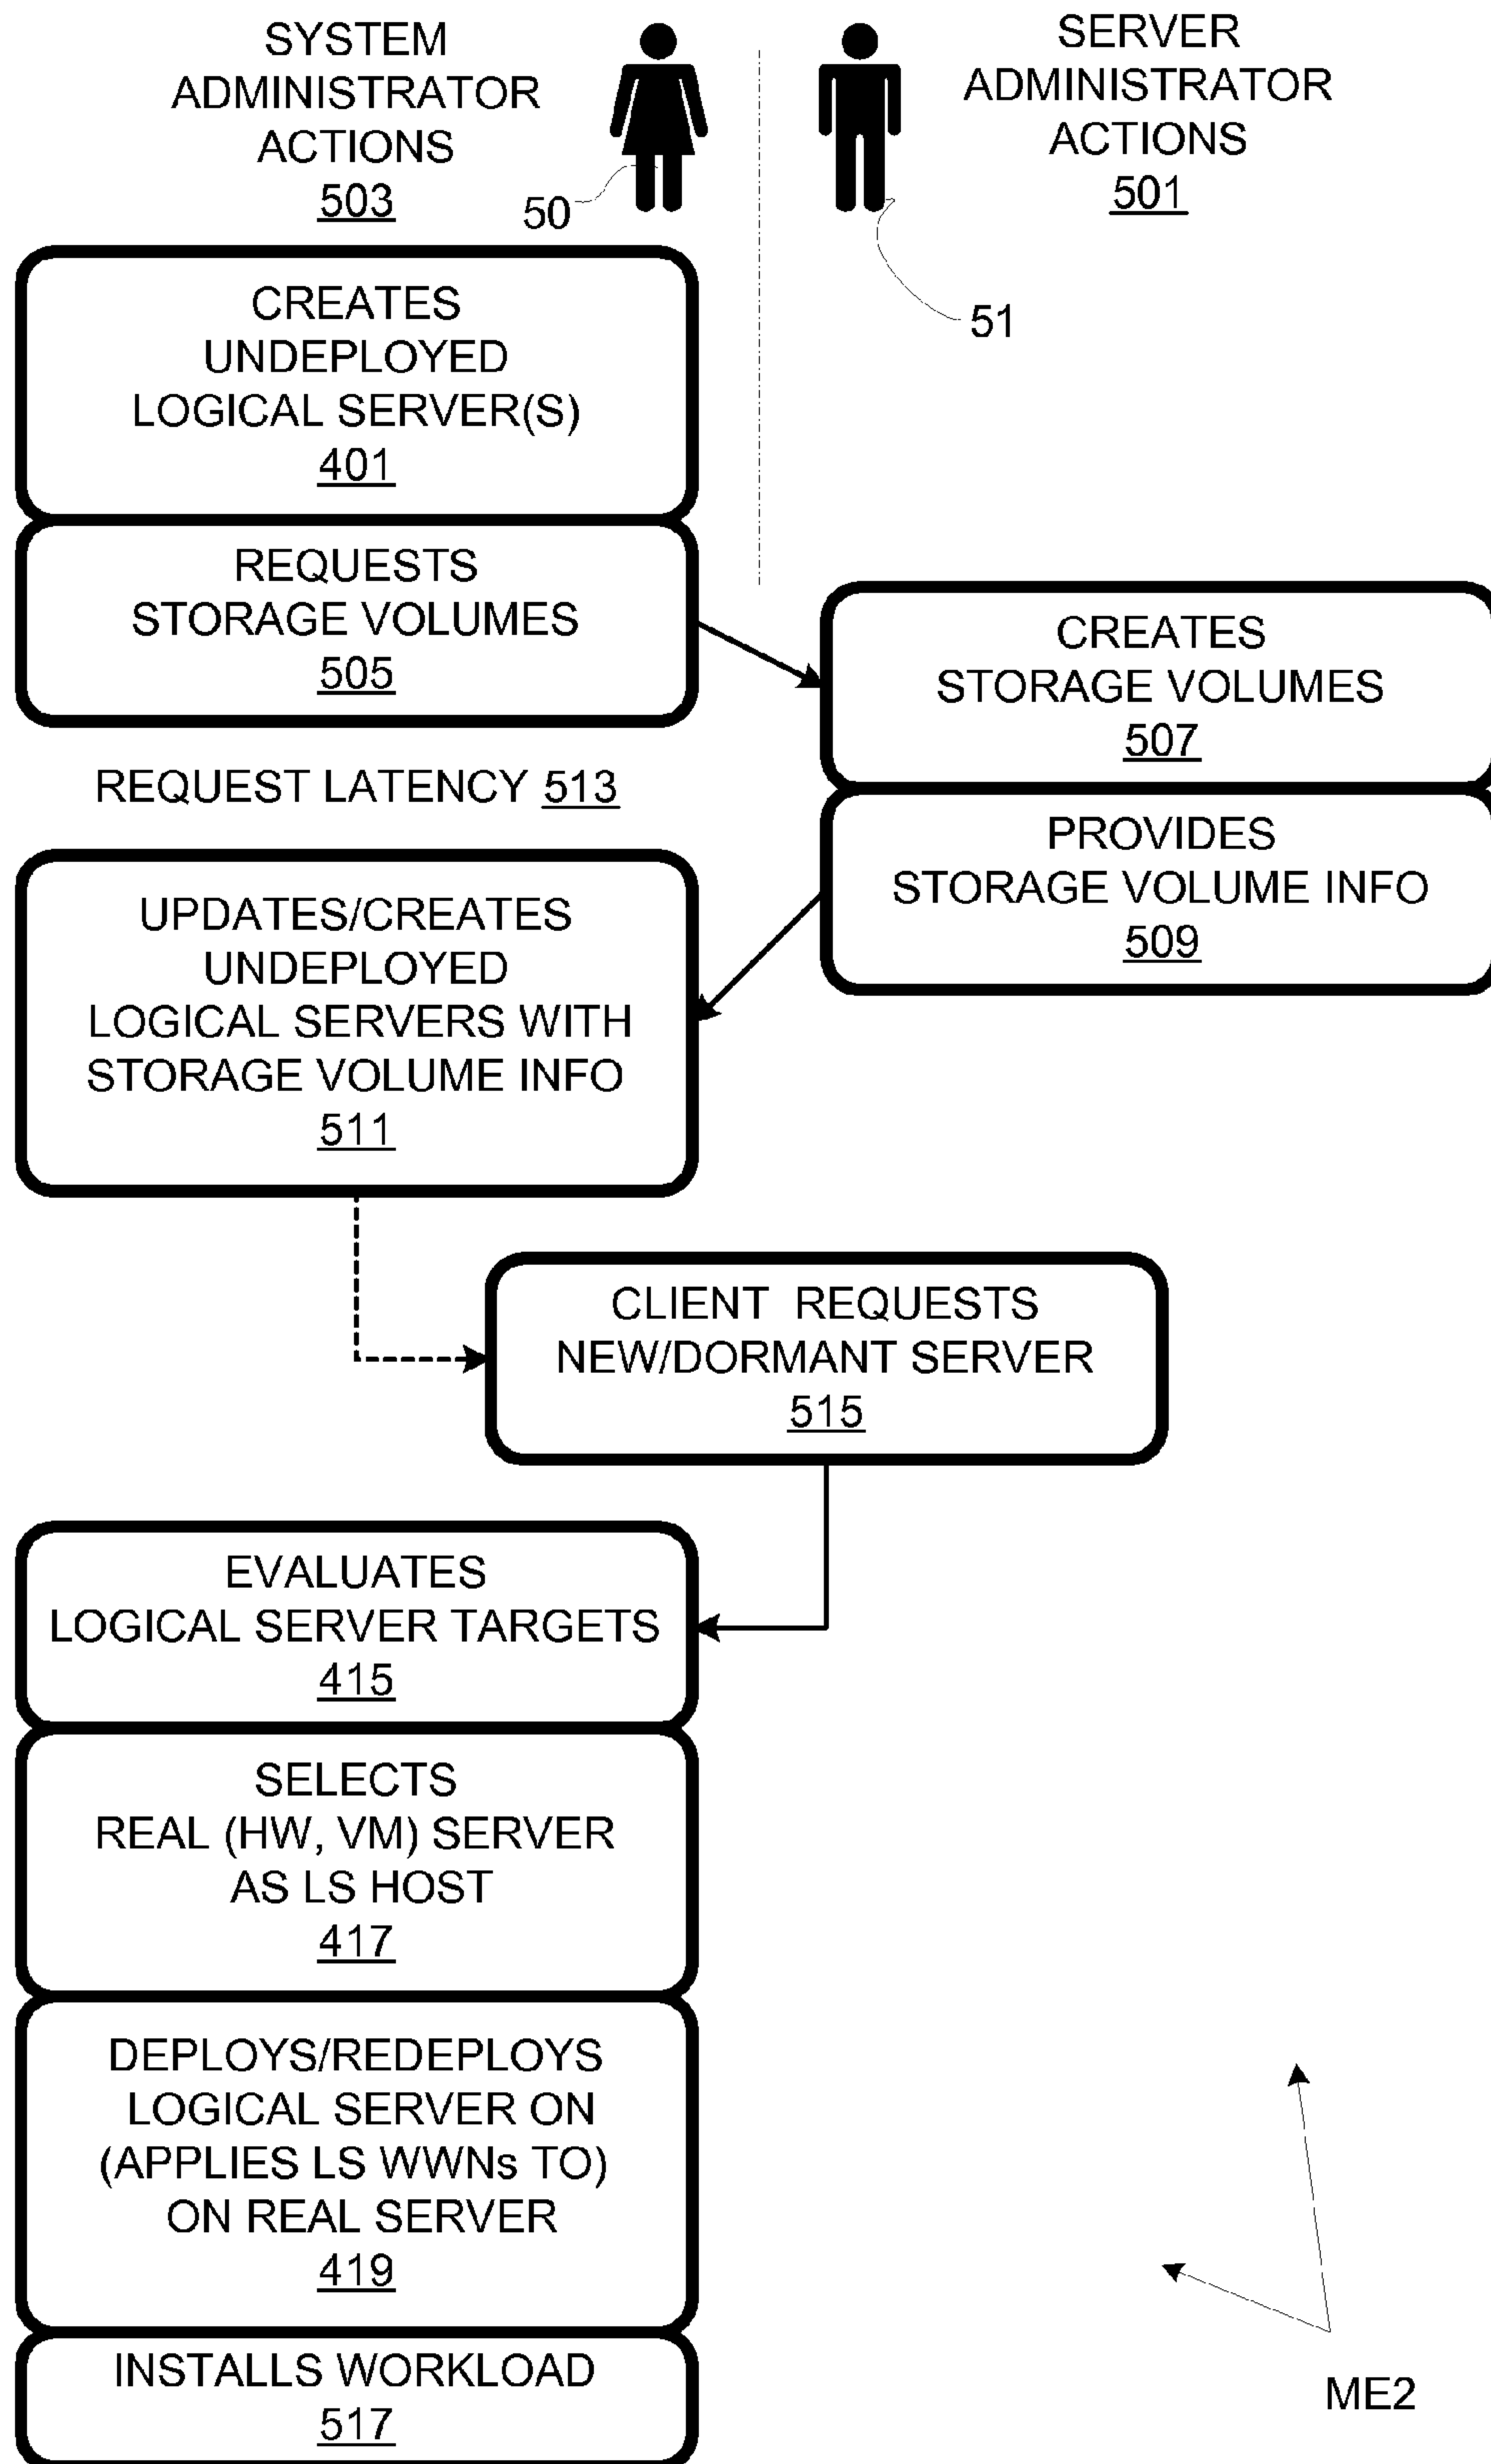 SYSTEM
ADMINISTRATOR
ACTIONS
503
50
SERVER
ADMINISTRATOR
ACTIONS
501
51
CREATES
UNDEPLOYED
LOGICAL SERVER(S)
401
REQUESTS
STORAGE VOLUMES
505
CREATES
STORAGE VOLUMES
507
REQUEST LATENCY 513
PROVIDES
STORAGE VOLUME INFO
509
UPDATES/CREATES
UNDEPLOYED
LOGICAL SERVERS WITH
STORAGE VOLUME INFO
511
CLIENT REQUESTS
NEW/DORMANT SERVER
515
EVALUATES
LOGICAL SERVER TARGETS
415
SELECTS
REAL (HW, VM) SERVER
AS LS HOST
417
DEPLOYS/REDEPLOYS
LOGICAL SERVER ON
(APPLIES LS WWNs TO)
ON REAL SERVER
419
INSTALLS WORKLOAD
517
ME2